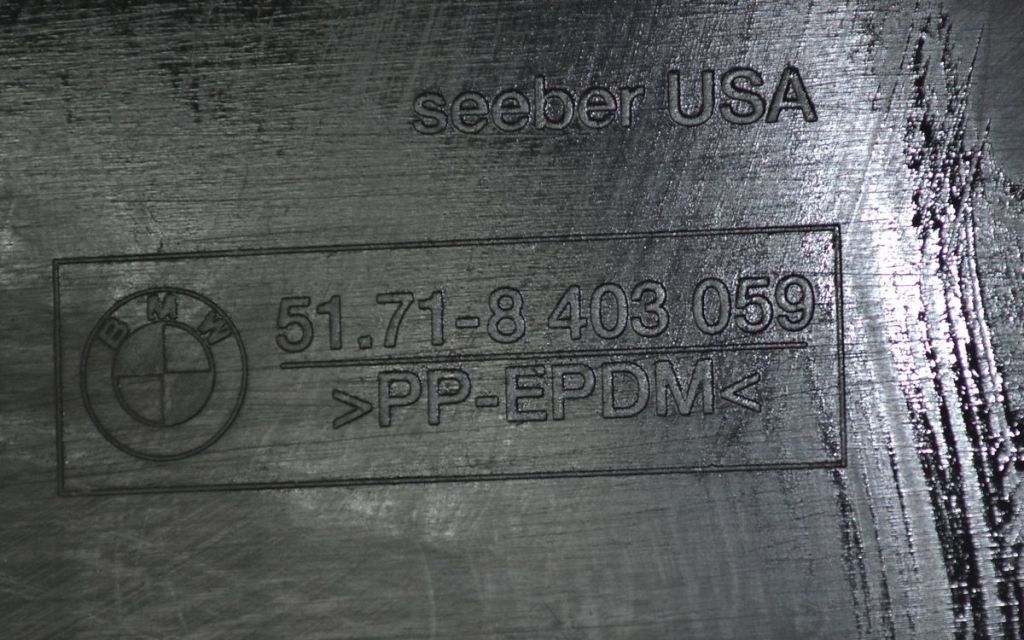 seeber USA
BMW
51.71-8 403 059
>PP-EPDM<